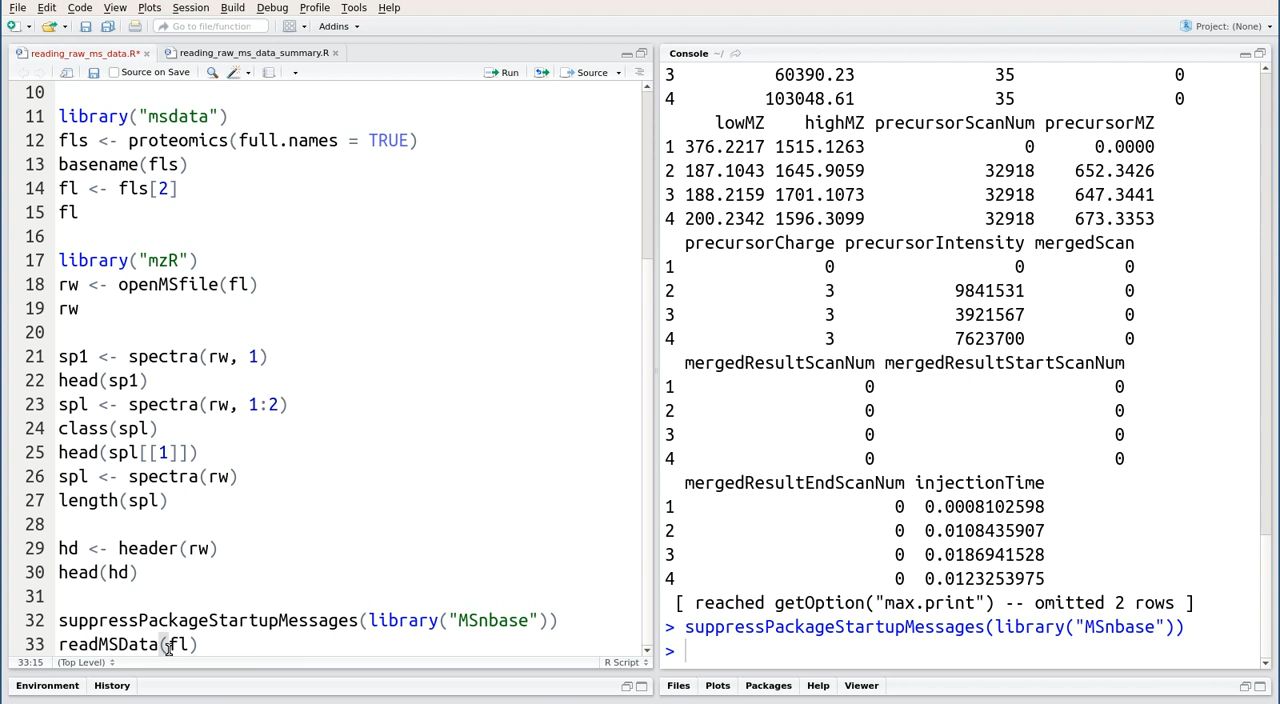 File Edit Code View Plots Session Build Debug Profile Tools Help
Go to file/function Addins Project: (None)
reading_raw_ms_data.R* reading_raw_ms_data_summary.R
Source on Save Run Source
10
11 library("msdata")
12 fls <- proteomics(full.names = TRUE)
13 basename(fls)
14 fl <- fls[2]
15 fl
16
17 library("mzR")
18 rw <- openMSfile(fl)
19 rw
20
21 sp1 <- spectra(rw, 1)
22 head(sp1)
23 spl <- spectra(rw, 1:2)
24 class(spl)
25 head(spl[[1]])
26 spl <- spectra(rw)
27 length(spl)
28
29 hd <- header(rw)
30 head(hd)
31
32 suppressPackageStartupMessages(library("MSnbase"))
33 readMSData(fl)
33:15 (Top Level) R Script
Environment History
Console ~/
3 60390.23 35 0
4 103048.61 35 0
lowMZ highMZ precursorScanNum precursorMZ
1 376.2217 1515.1263 0 0.0000
2 187.1043 1645.9059 32918 652.3426
3 188.2159 1701.1073 32918 647.3441
4 200.2342 1596.3099 32918 673.3353
precursorCharge precursorIntensity mergedScan
1 0 0 0
2 3 9841531 0
3 3 3921567 0
4 3 7623700 0
mergedResultScanNum mergedResultStartScanNum
1 0 0
2 0 0
3 0 0
4 0 0
mergedResultEndScanNum injectionTime
1 0 0.0008102598
2 0 0.0108435907
3 0 0.0186941528
4 0 0.0123253975
[ reached getOption("max.print") -- omitted 2 rows ]
> suppressPackageStartupMessages(library("MSnbase"))
>
Files Plots Packages Help Viewer